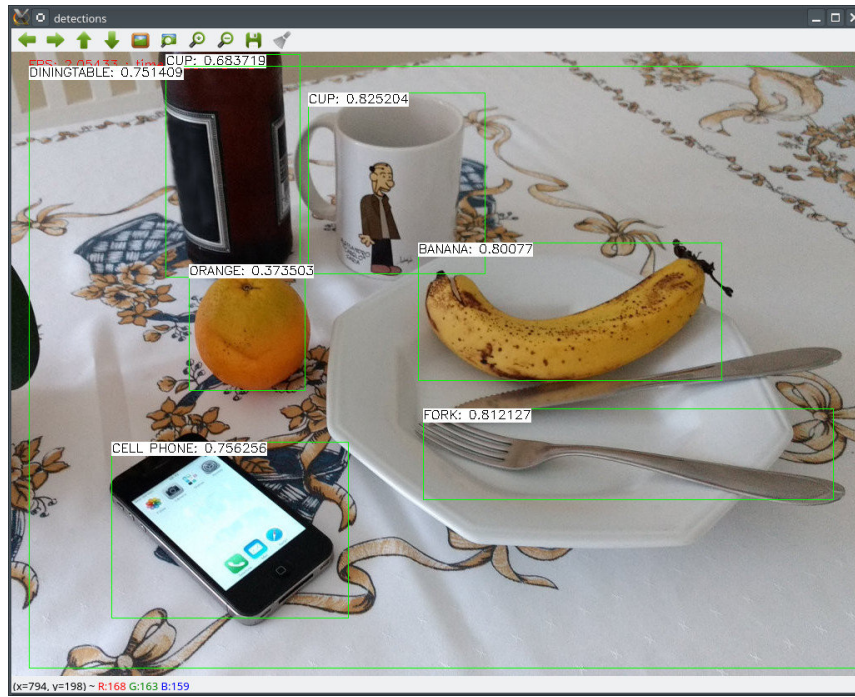 detections
CUP: 0.683719
DININGTABLE: 0.751409
CUP: 0.825204
BANANA: 0.80077
ORANGE: 0.373503
FORK: 0.812127
CELL PHONE: 0.756256
(x=794, y=198) ~ R:168 G:163 B:159